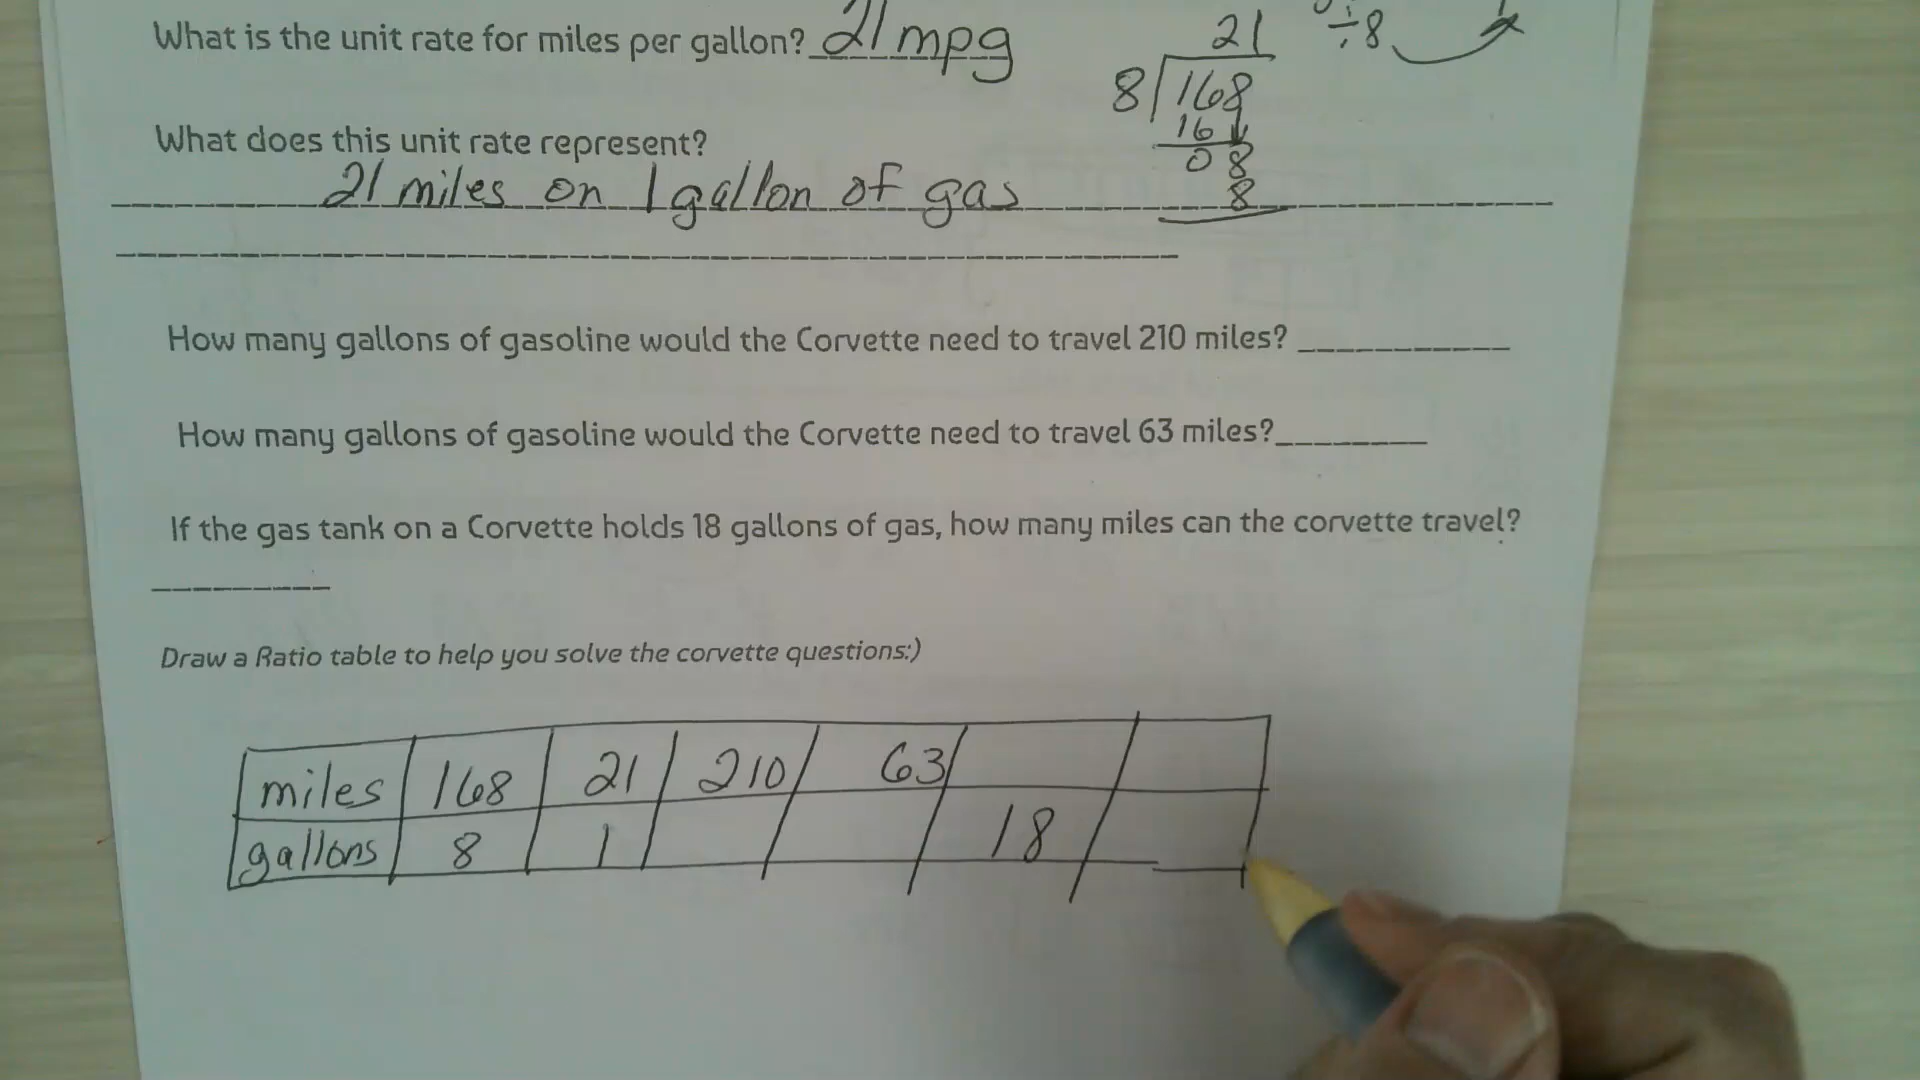 What is the unit rate for miles per gallon? 21 mpg
21 ÷8
8 168
16
08
8
What does this unit rate represent?
21 miles on 1 gallon of gas
How many gallons of gasoline would the Corvette need to travel 210 miles?
How many gallons of gasoline would the Corvette need to travel 63 miles?
If the gas tank on a Corvette holds 18 gallons of gas, how many miles can the corvette travel?
Draw a Ratio table to help you solve the corvette questions:)
miles 168 21 210 63
gallons 8 1 18